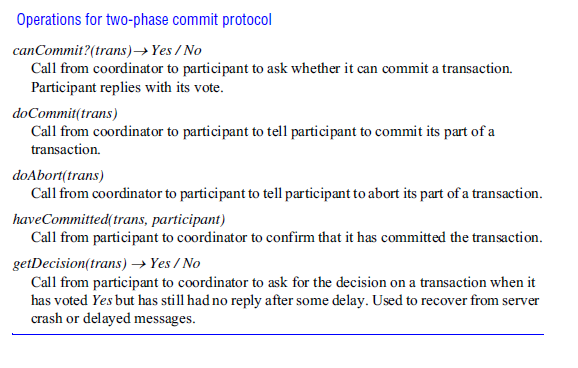 Operations for two-phase commit protocol
canCommit?(trans)→ Yes / No
Call from coordinator to participant to ask whether it can commit a transaction.
Participant replies with its vote.
doCommit(trans)
Call from coordinator to participant to tell participant to commit its part of a
transaction.
doAbort(trans)
Call from coordinator to participant to tell participant to abort its part of a transaction.
haveCommitted(trans, participant)
Call from participant to coordinator to confirm that it has committed the transaction.
getDecision(trans) → Yes / No
Call from participant to coordinator to ask for the decision on a transaction when it
has voted Yes but has still had no reply after some delay. Used to recover from server
crash or delayed messages.